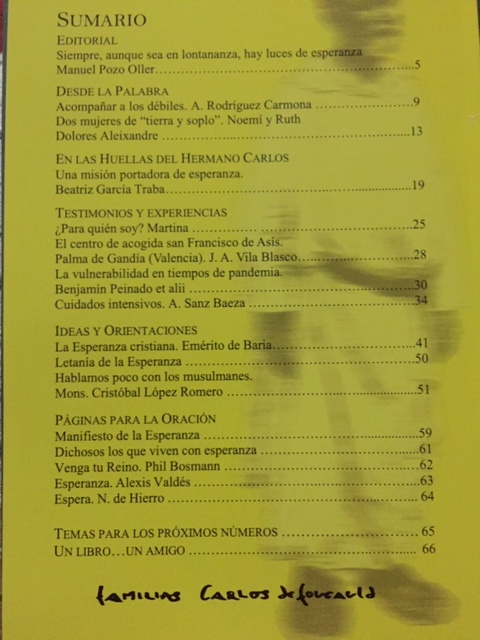 SUMARIO
EDITORIAL
Siempre, aunque sea en lontananza, hay luces de esperanza
Manuel Pozo Oller....................5
DESDE LA PALABRA
Acompañar a los débiles. A. Rodríguez Carmona ....................9
Dos mujeres de “tierra y soplo”. Noemí y Ruth
Dolores Aleixandre ....................13
EN LAS HUELLAS DEL HERMANO CARLOS
Una misión portadora de esperanza.
Beatriz García Traba....................19
TESTIMONIOS Y EXPERIENCIAS
¿Para quién soy? Martina ....................25
El centro de acogida san Francisco de Asís.
Palma de Gandía (Valencia). J. A. Vila Blasco....................28
La vulnerabilidad en tiempos de pandemia.
Benjamín Peinado et alii ....................30
Cuidados intensivos. A. Sanz Baeza ....................34
IDEAS Y ORIENTACIONES
La Esperanza cristiana. Emérito de Baria....................41
Letanía de la Esperanza ....................50
Hablamos poco con los musulmanes.
Mons. Cristóbal López Romero ....................51
PÁGINAS PARA LA ORACIÓN
Manifiesto de la Esperanza ....................59
Dichosos los que viven con esperanza ....................61
Venga tu Reino. Phil Bosmann ....................62
Esperanza. Alexis Valdés ....................63
Espera. N. de Hierro ....................64
TEMAS PARA LOS PRÓXIMOS NÚMEROS ....................65
UN LIBRO…UN AMIGO ....................66
FAMILIAS CARLOS de FOUCAULD